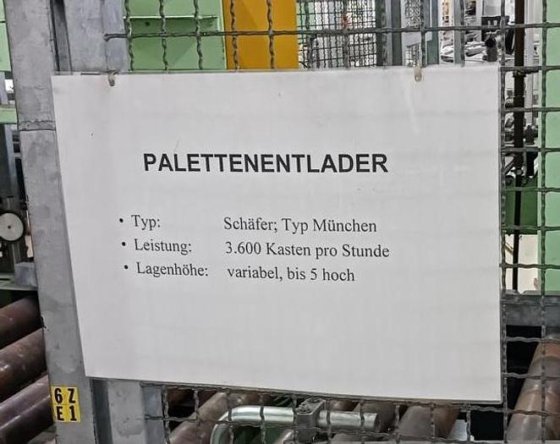 PALETTENENTLADER
• Typ: Schäfer; Typ München
• Leistung: 3.600 Kasten pro Stunde
• Lagenhöhe: variabel, bis 5 hoch
6Z
E1